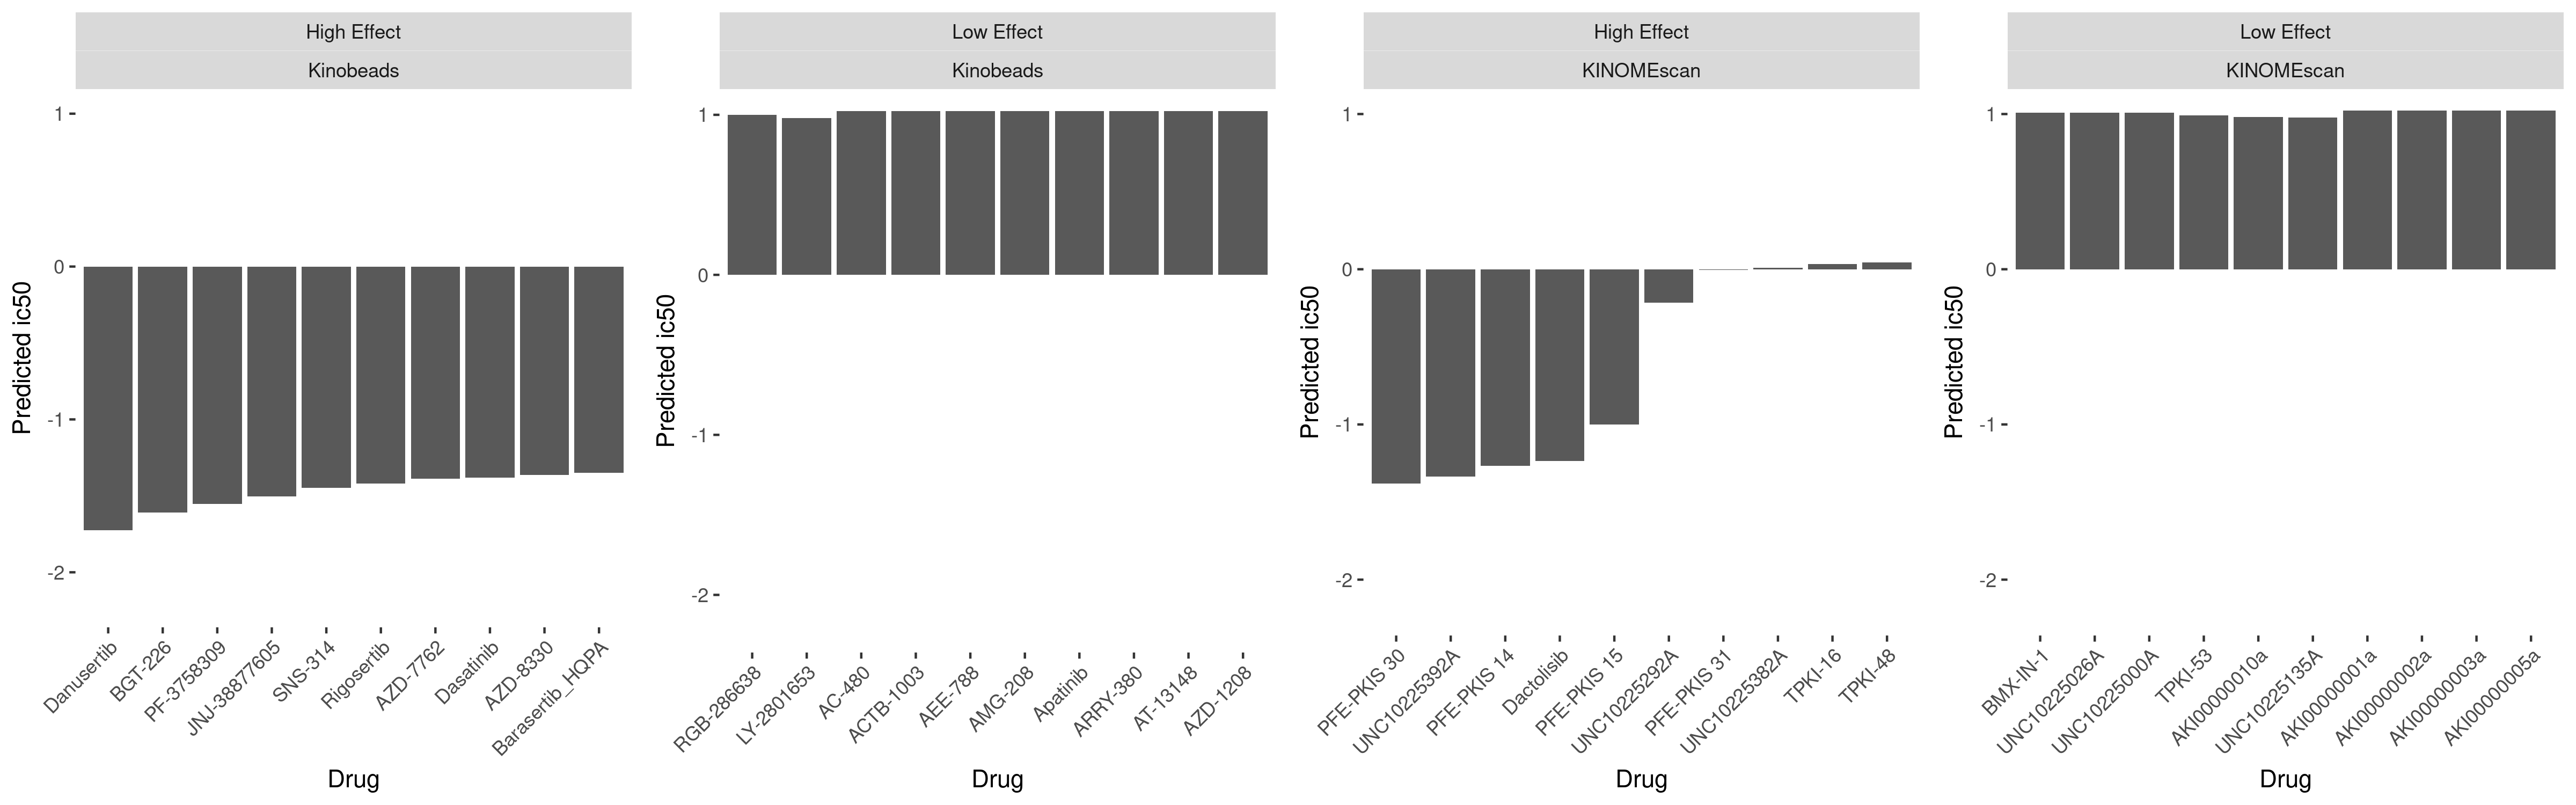 High Effect
Kinobeads
Predicted ic50
1
0
-1
-2
Danusertib
BGT-226
PF-3758309
JNJ-38877605
SNS-314
Rigosertib
AZD-7762
Dasatinib
AZD-8330
Barasertib_HQPA
Drug
Low Effect
Kinobeads
Predicted ic50
1
0
-1
-2
RGB-286638
LY-2801653
AC-480
ACTB-1003
AEE-788
AMG-208
Apatinib
ARRY-380
AT-13148
AZD-1208
Drug
High Effect
KINOMEscan
Predicted ic50
1
0
-1
-2
PFE-PKIS 30
UNC10225392A
PFE-PKIS 14
Dactolisib
PFE-PKIS 15
UNC10225292A
PFE-PKIS 31
UNC10225382A
TPKI-16
TPKI-48
Drug
Low Effect
KINOMEscan
Predicted ic50
1
0
-1
-2
BMX-IN-1
UNC10225026A
UNC10225000A
TPKI-53
AKI00000010a
UNC10225135A
AKI00000001a
AKI00000002a
AKI00000003a
AKI00000005a
Drug